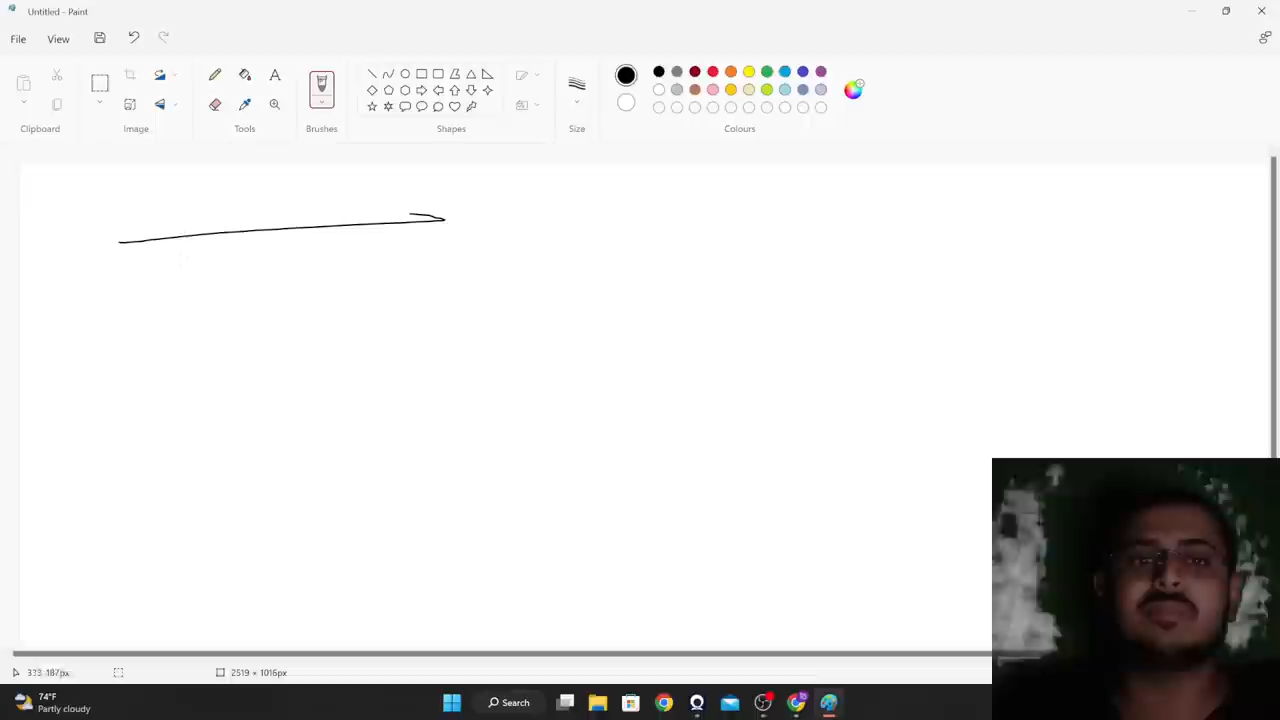 Untitled - Paint
File View
Clipboard Image Tools Brushes Shapes Size Colours
A
2519 × 1016px
74°F
Partly cloudy
Search